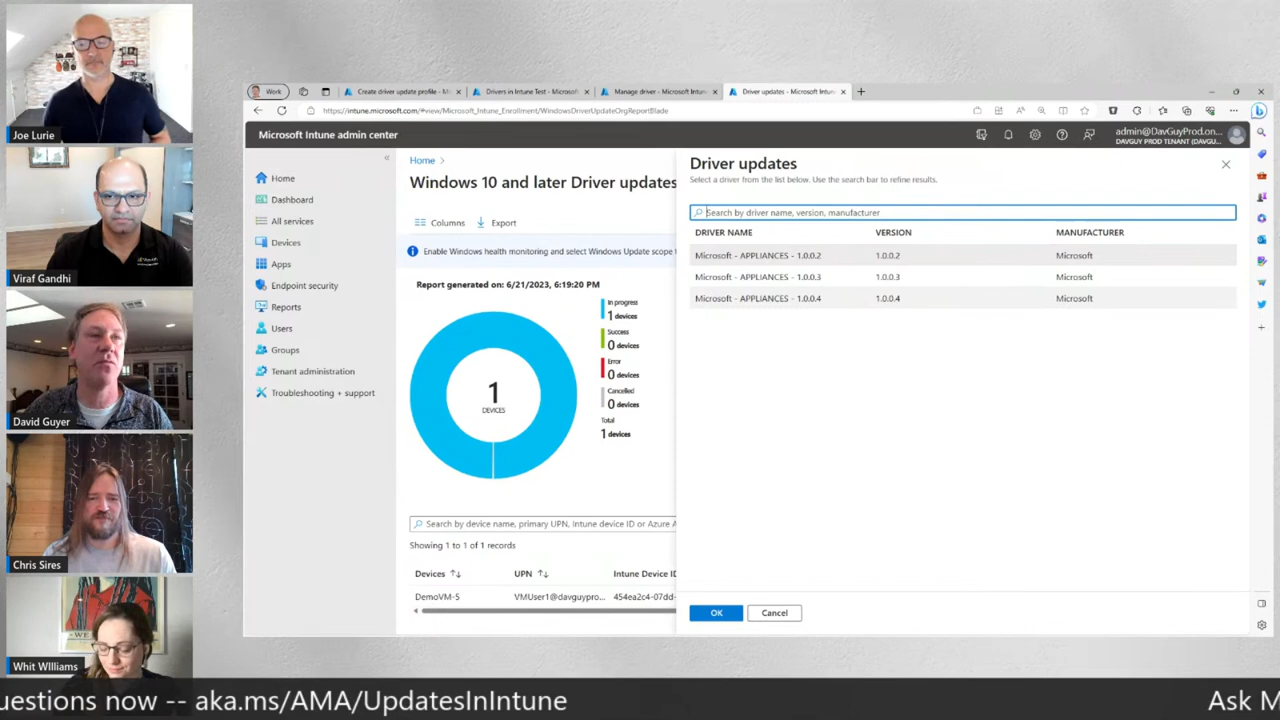 Joe Lurie
Viraf Gandhi
David Guyer
Chris Sires
Whit WIlliams
Work
Create driver update profile - Mi
Drivers in Intune Test - Microsof
Manage driver - Microsoft Intun
Driver updates - Microsoft Intun
https://intune.microsoft.com/#view/Microsoft_Intune_Enrollment/WindowsDriverUpdateOrgReportBlade
Microsoft Intune admin center
admin@DavGuyProd.on...
DAVGUY PROD TENANT (DAVGU...
Home
Dashboard
All services
Devices
Apps
Endpoint security
Reports
Users
Groups
Tenant administration
Troubleshooting + support
Home
Windows 10 and later Driver updates
Columns
Export
Enable Windows health monitoring and select Windows Update scope
Report generated on: 6/21/2023, 6:19:20 PM
1
DEVICES
In progress
1 devices
Success
0 devices
Error
0 devices
Cancelled
0 devices
Total
1 devices
Search by device name, primary UPN, Intune device ID or Azure A
Showing 1 to 1 of 1 records
Devices UPN Intune Device ID
DemoVM-5 VMUser1@davguypro... 454ea2c4-07dd-
Driver updates
Select a driver from the list below. Use the search bar to refine results.
Search by driver name, version, manufacturer
DRIVER NAME VERSION MANUFACTURER
Microsoft - APPLIANCES - 1.0.0.2 1.0.0.2 Microsoft
Microsoft - APPLIANCES - 1.0.0.3 1.0.0.3 Microsoft
Microsoft - APPLIANCES - 1.0.0.4 1.0.0.4 Microsoft
OK
Cancel
uestions now -- aka.ms/AMA/UpdatesInIntune
Ask M